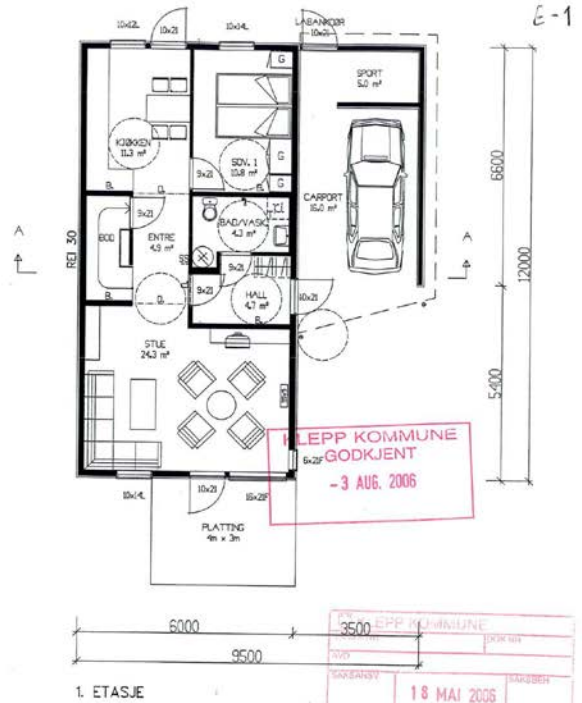 E-1
LABANKDØR
10x12L
10x21
10x14L
10x21
G
SPORT
5.0 m²
KJØKKEN
11.3 m²
SOV. 1
10.8 m²
G
G
9x21
CARPORT
16.0 m²
6600
12000
B.
D.
B.
9x21
BOD
BAD/VASK
4.3 m²
ENTRE
4.9 m²
REI 30
A
A
9x21
9x21
HALL
4.7 m²
10x21
B.
D.
B.
STUE
24.3 m²
5400
KLEPP KOMMUNE
GODKJENT
-3 AUG. 2006
6x21F
10x14L
10x21
16x21F
PLATTING
4m x 3m
6000
3500
9500
KLEPP KOMMUNE
SAKSANSV
SAKSBEH
18 MAI 2006
1. ETASJE